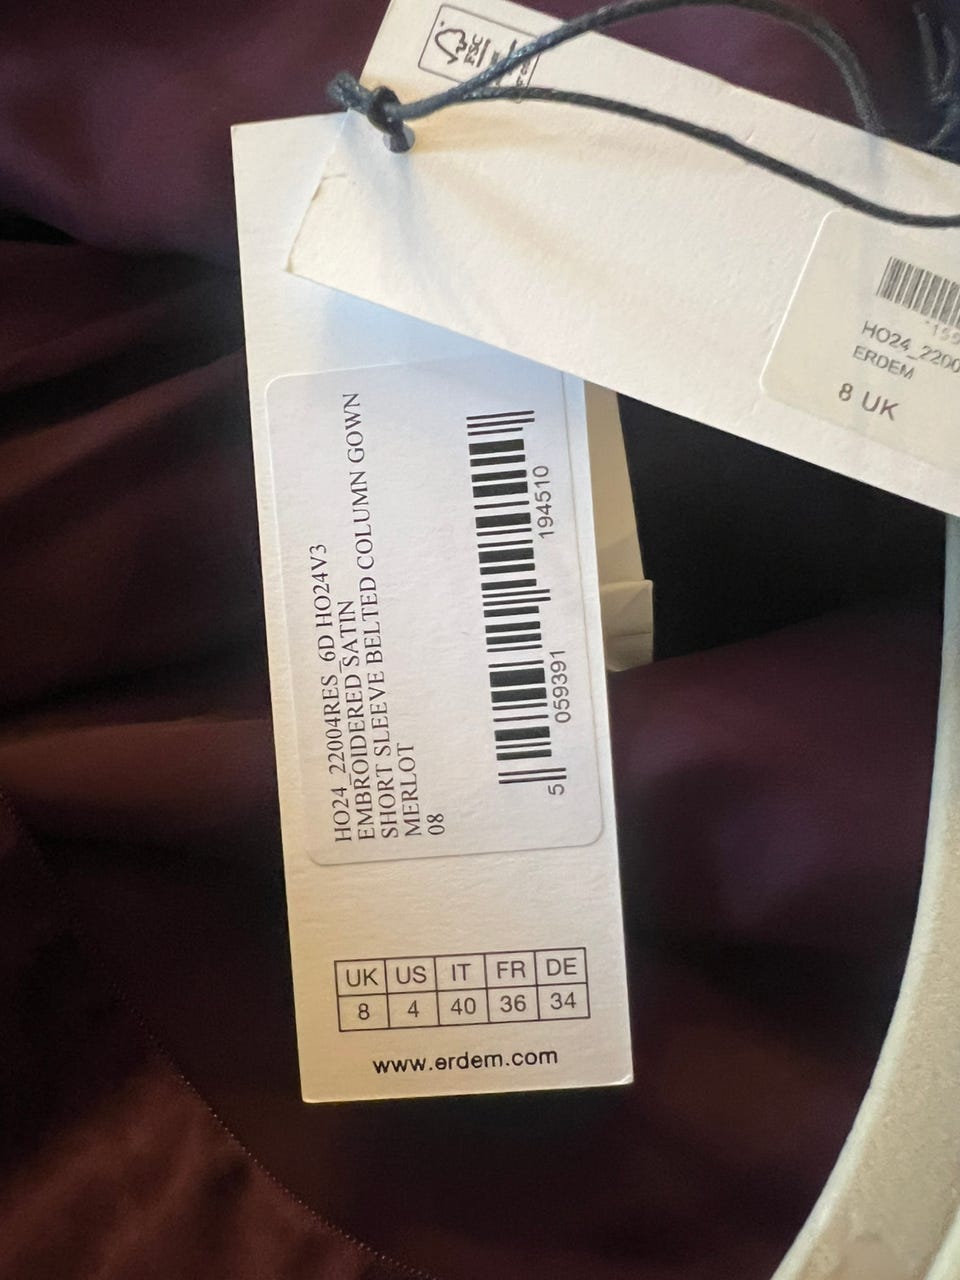 FSC
HO24_2200
ERDEM
8 UK
HO24_22004RES_6D HO24V3
EMBROIDERED SATIN
SHORT SLEEVE BELTED COLUMN GOWN
MERLOT
08
5 059391 194510
UK US IT FR DE
8 4 40 36 34
www.erdem.com